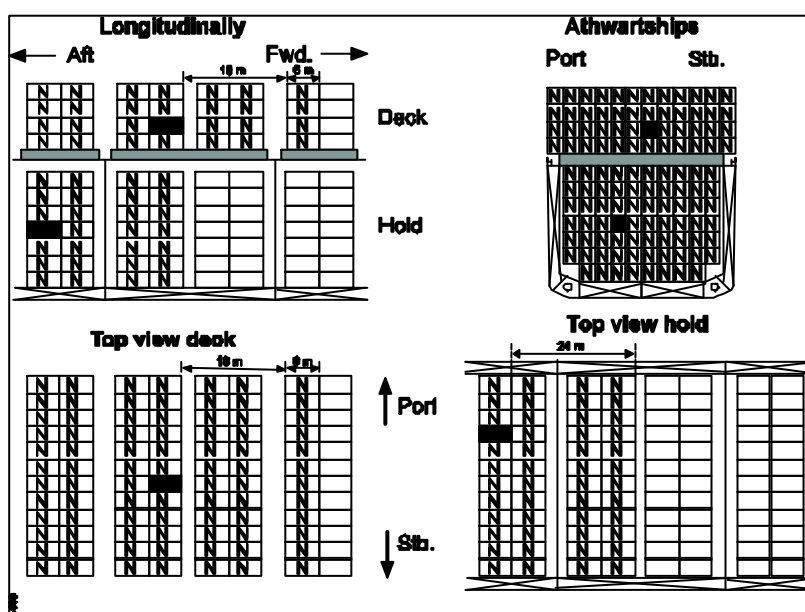 Longitudinally
Athwartships
Aft
Fwd.
Port
Stb.
18 m
6 m
Deck
Hold
Top view deck
Top view hold
18 m
6 m
24 m
Port
Stb.